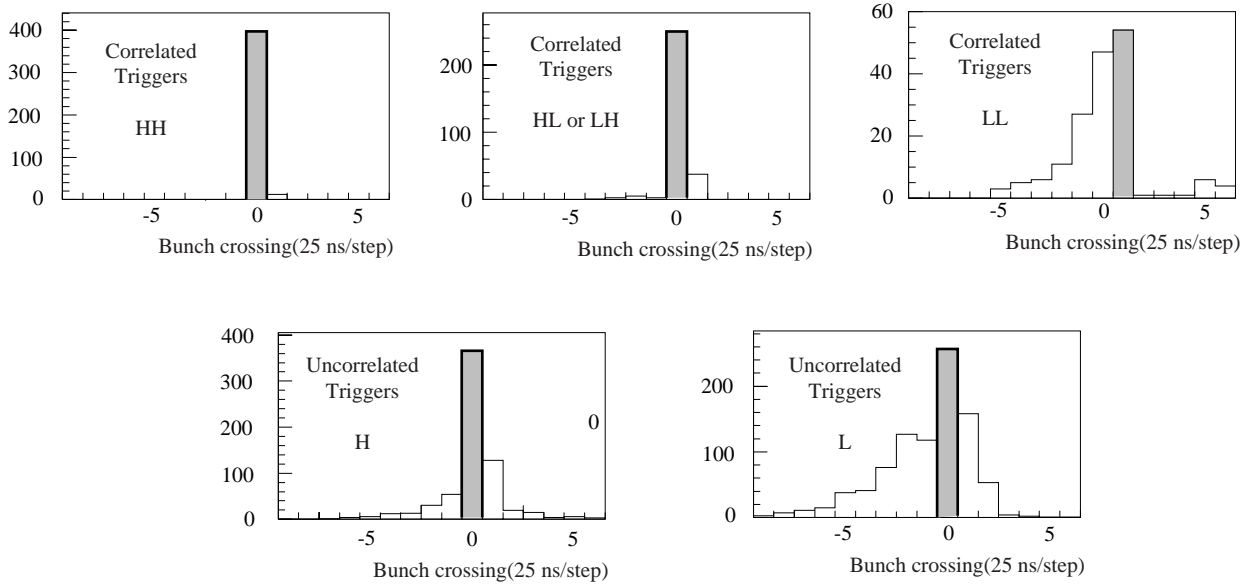 400
300
200
100
0
Correlated
Triggers
HH
-5
0
5
Bunch crossing(25 ns/step)
200
100
0
Correlated
Triggers
HL or LH
-5
0
5
Bunch crossing(25 ns/step)
60
40
20
0
Correlated
Triggers
LL
-5
0
5
Bunch crossing(25 ns/step)
400
300
200
100
0
Uncorrelated
Triggers
H
0
-5
0
5
Bunch crossing(25 ns/step)
200
100
0
Uncorrelated
Triggers
L
-5
0
5
Bunch crossing(25 ns/step)